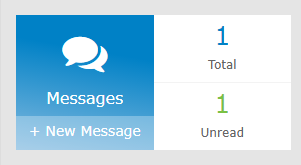 Messages
+ New Message
1
Total
1
Unread